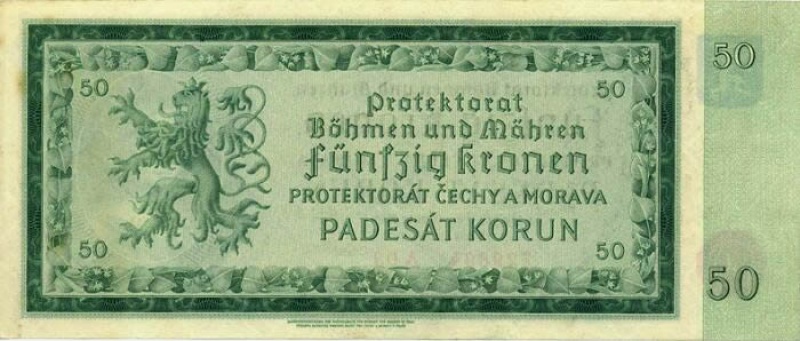 50
50
50
Protektorat
Böhmen und Mähren
Fünfzig Kronen
PROTEKTORÁT ČECHY A MORAVA
PADESÁT KORUN
50
50
50